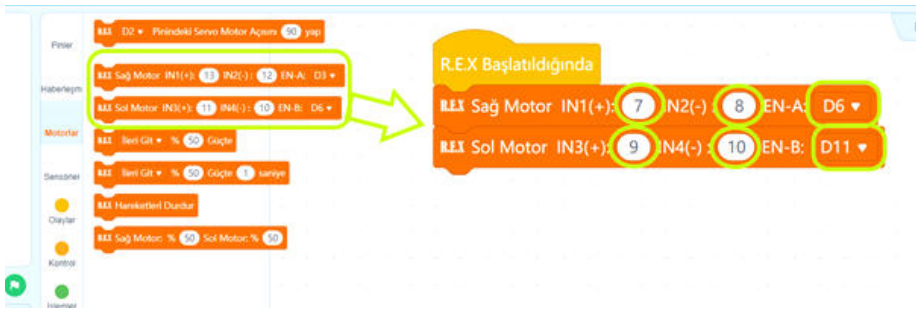 Pinler
Haberleşm
Motorlar
Sensörler
Olaylar
Kontrol
İşlemler
R.E.X D2 ▾ Pinindeki Servo Motor Açısını 90 yap
R.E.X Sağ Motor IN1(+): 13 IN2(-) : 12 EN-A: D3 ▾
R.E.X Sol Motor IN3(+): 11 IN4(-) : 10 EN-B: D6 ▾
R.E.X İleri Git ▾ % 50 Güçte
R.E.X İleri Git ▾ % 50 Güçte 1 saniye
R.E.X Hareketleri Durdur
R.E.X Sağ Motor: % 50 Sol Motor: % 50
R.E.X Başlatıldığında
R.E.X Sağ Motor IN1(+): 7 IN2(-) : 8 EN-A: D6 ▾
R.E.X Sol Motor IN3(+): 9 IN4(-) : 10 EN-B: D11 ▾